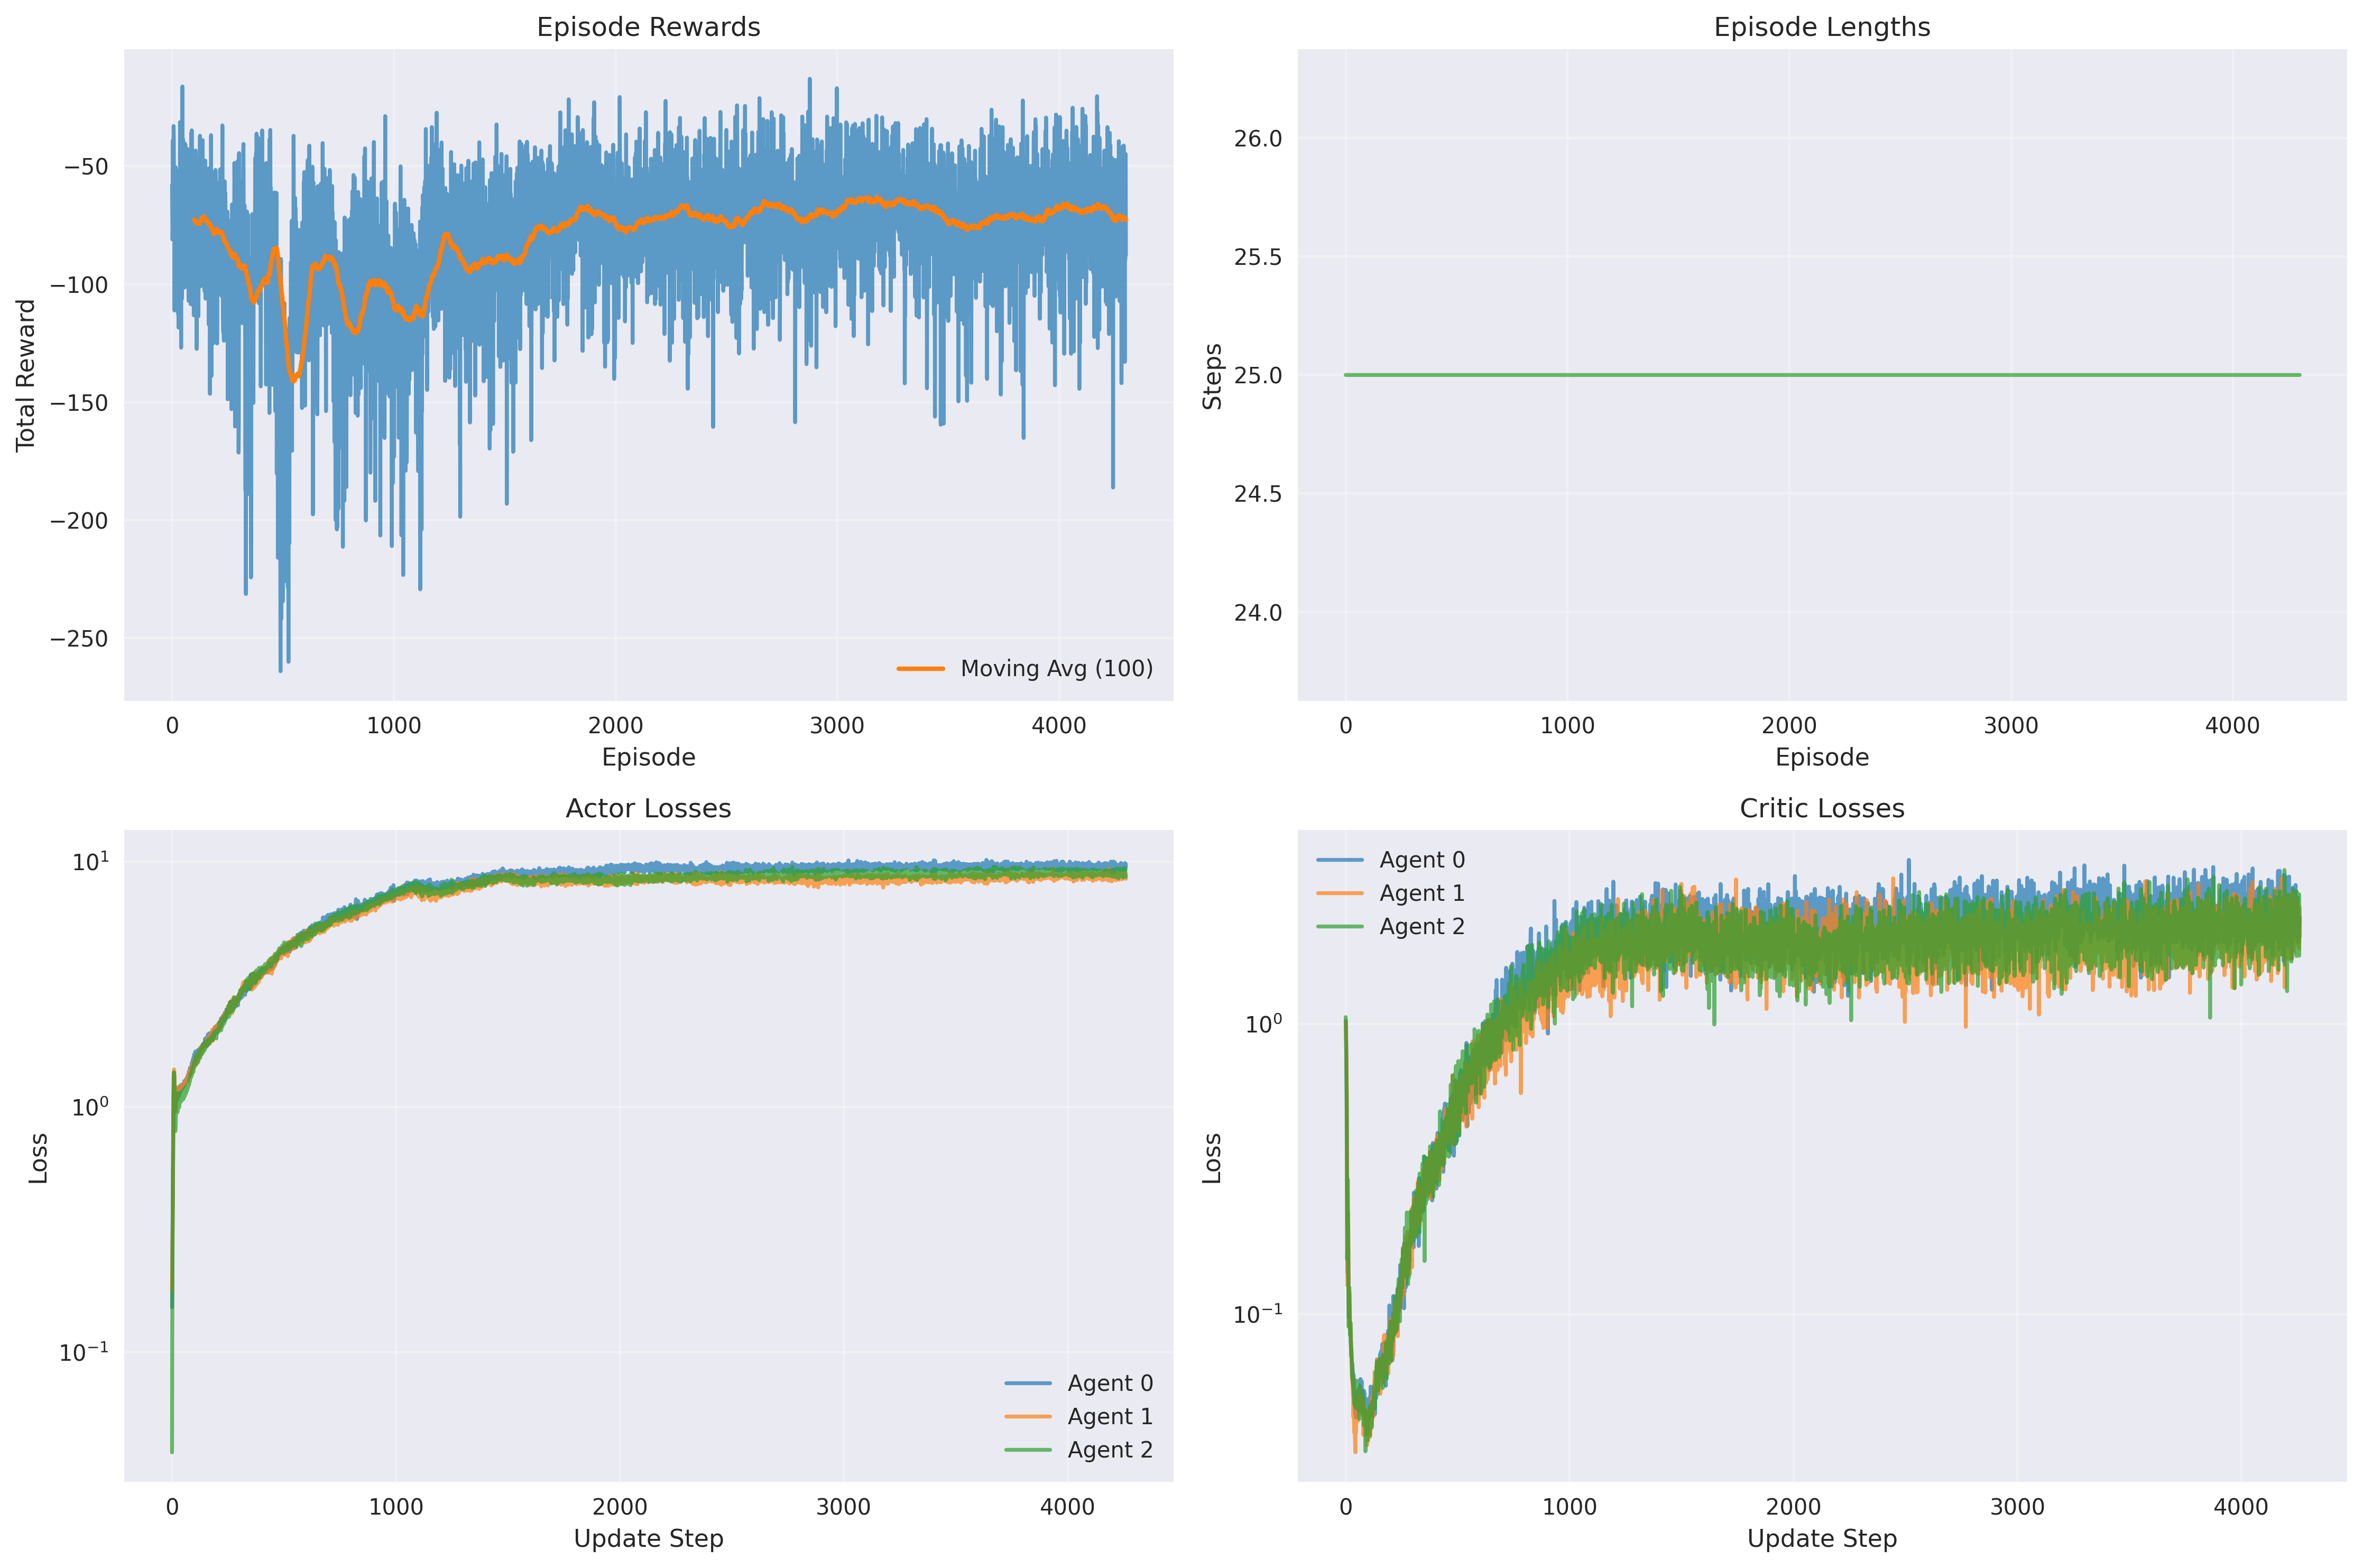 Episode Rewards
Total Reward
−50
−100
−150
−200
−250
Moving Avg (100)
0
1000
2000
3000
4000
Episode
Episode Lengths
Steps
26.0
25.5
25.0
24.5
24.0
0
1000
2000
3000
4000
Episode
Actor Losses
Loss
10¹
10⁰
10⁻¹
Agent 0
Agent 1
Agent 2
0
1000
2000
3000
4000
Update Step
Critic Losses
Loss
Agent 0
Agent 1
Agent 2
10⁰
10⁻¹
0
1000
2000
3000
4000
Update Step